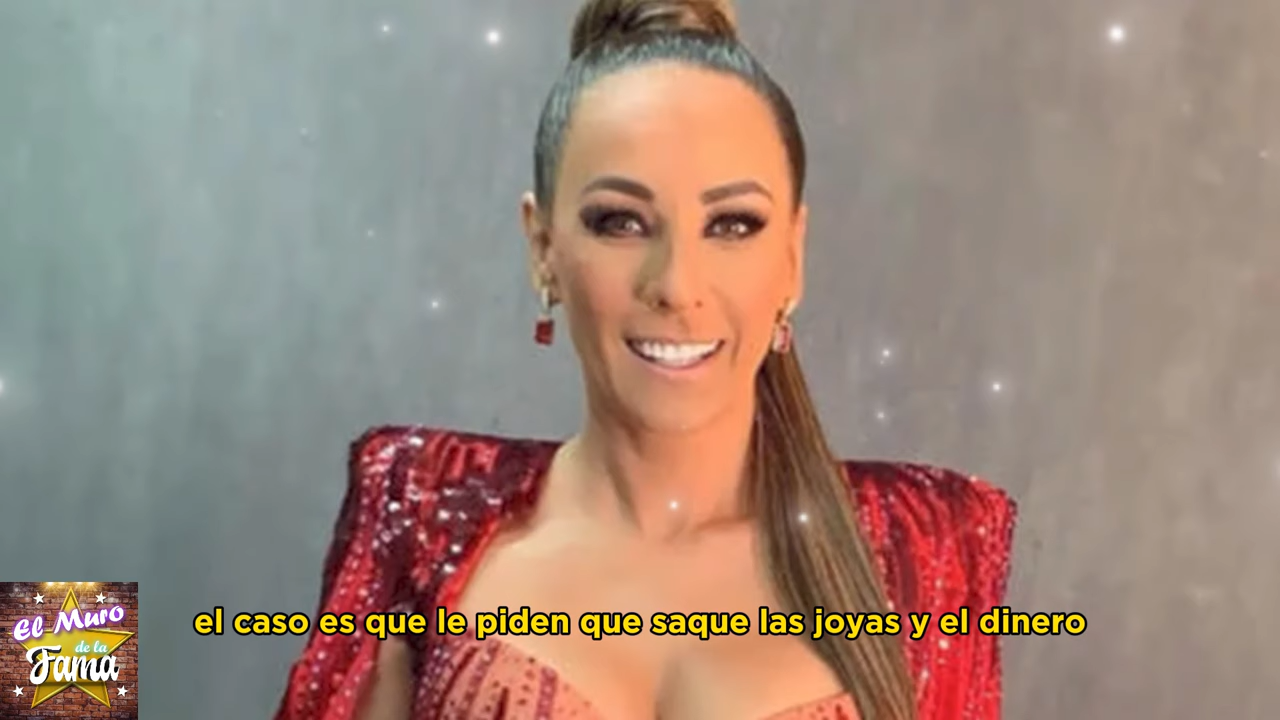 el caso es que le piden que saque las joyas y el dinero
El Muro
de la
Fama